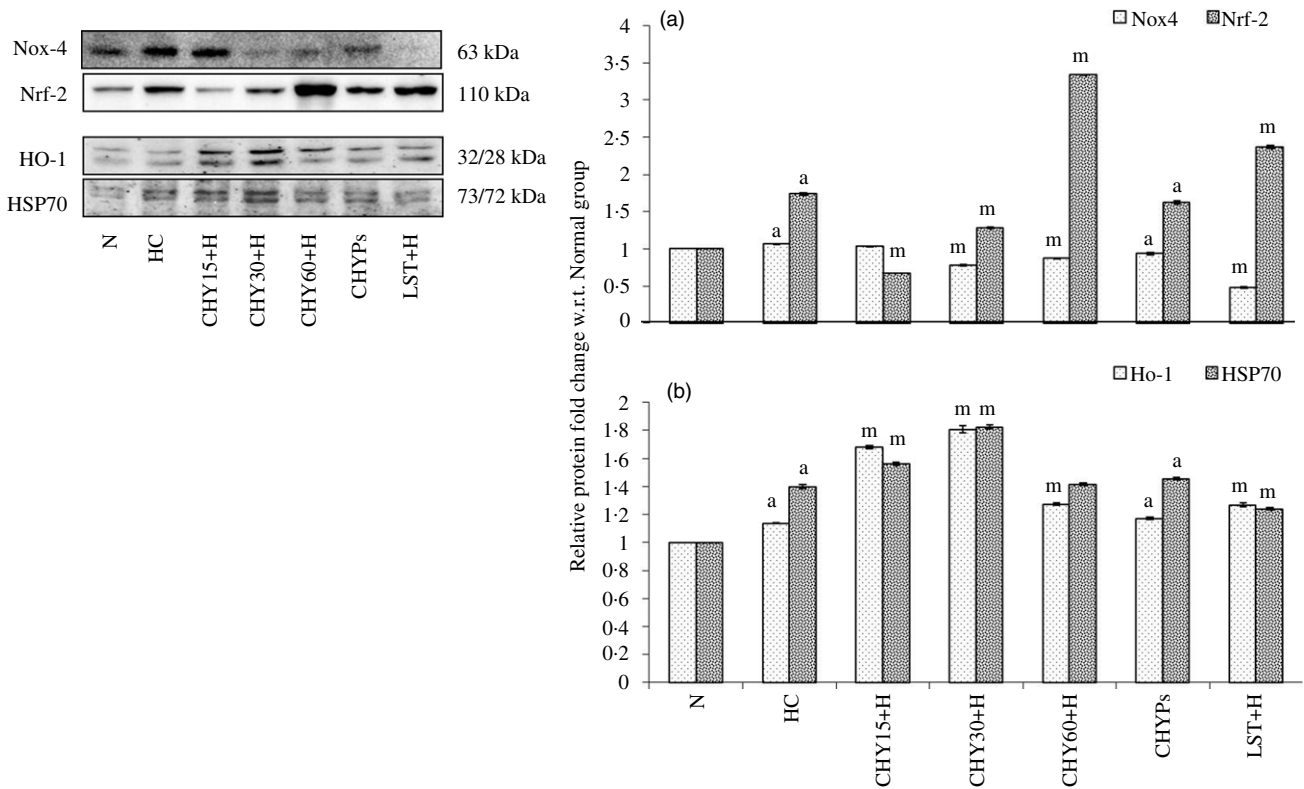 Nox-4 63 kDa
Nrf-2 110 kDa
HO-1 32/28 kDa
HSP70 73/72 kDa
N HC CHY15+H CHY30+H CHY60+H CHYPs LST+H
Relative protein fold change w.r.t. Normal group
(a) Nox4 Nrf-2
4
3·5
3
2·5
2
1·5
1
0·5
0
a a m m m m m a a m m
(b) Ho-1 HSP70
2
1·8
1·6
1·4
1·2
1
0·8
0·6
0·4
0·2
0
a a m m m m m a a m m
N HC CHY15+H CHY30+H CHY60+H CHYPs LST+H